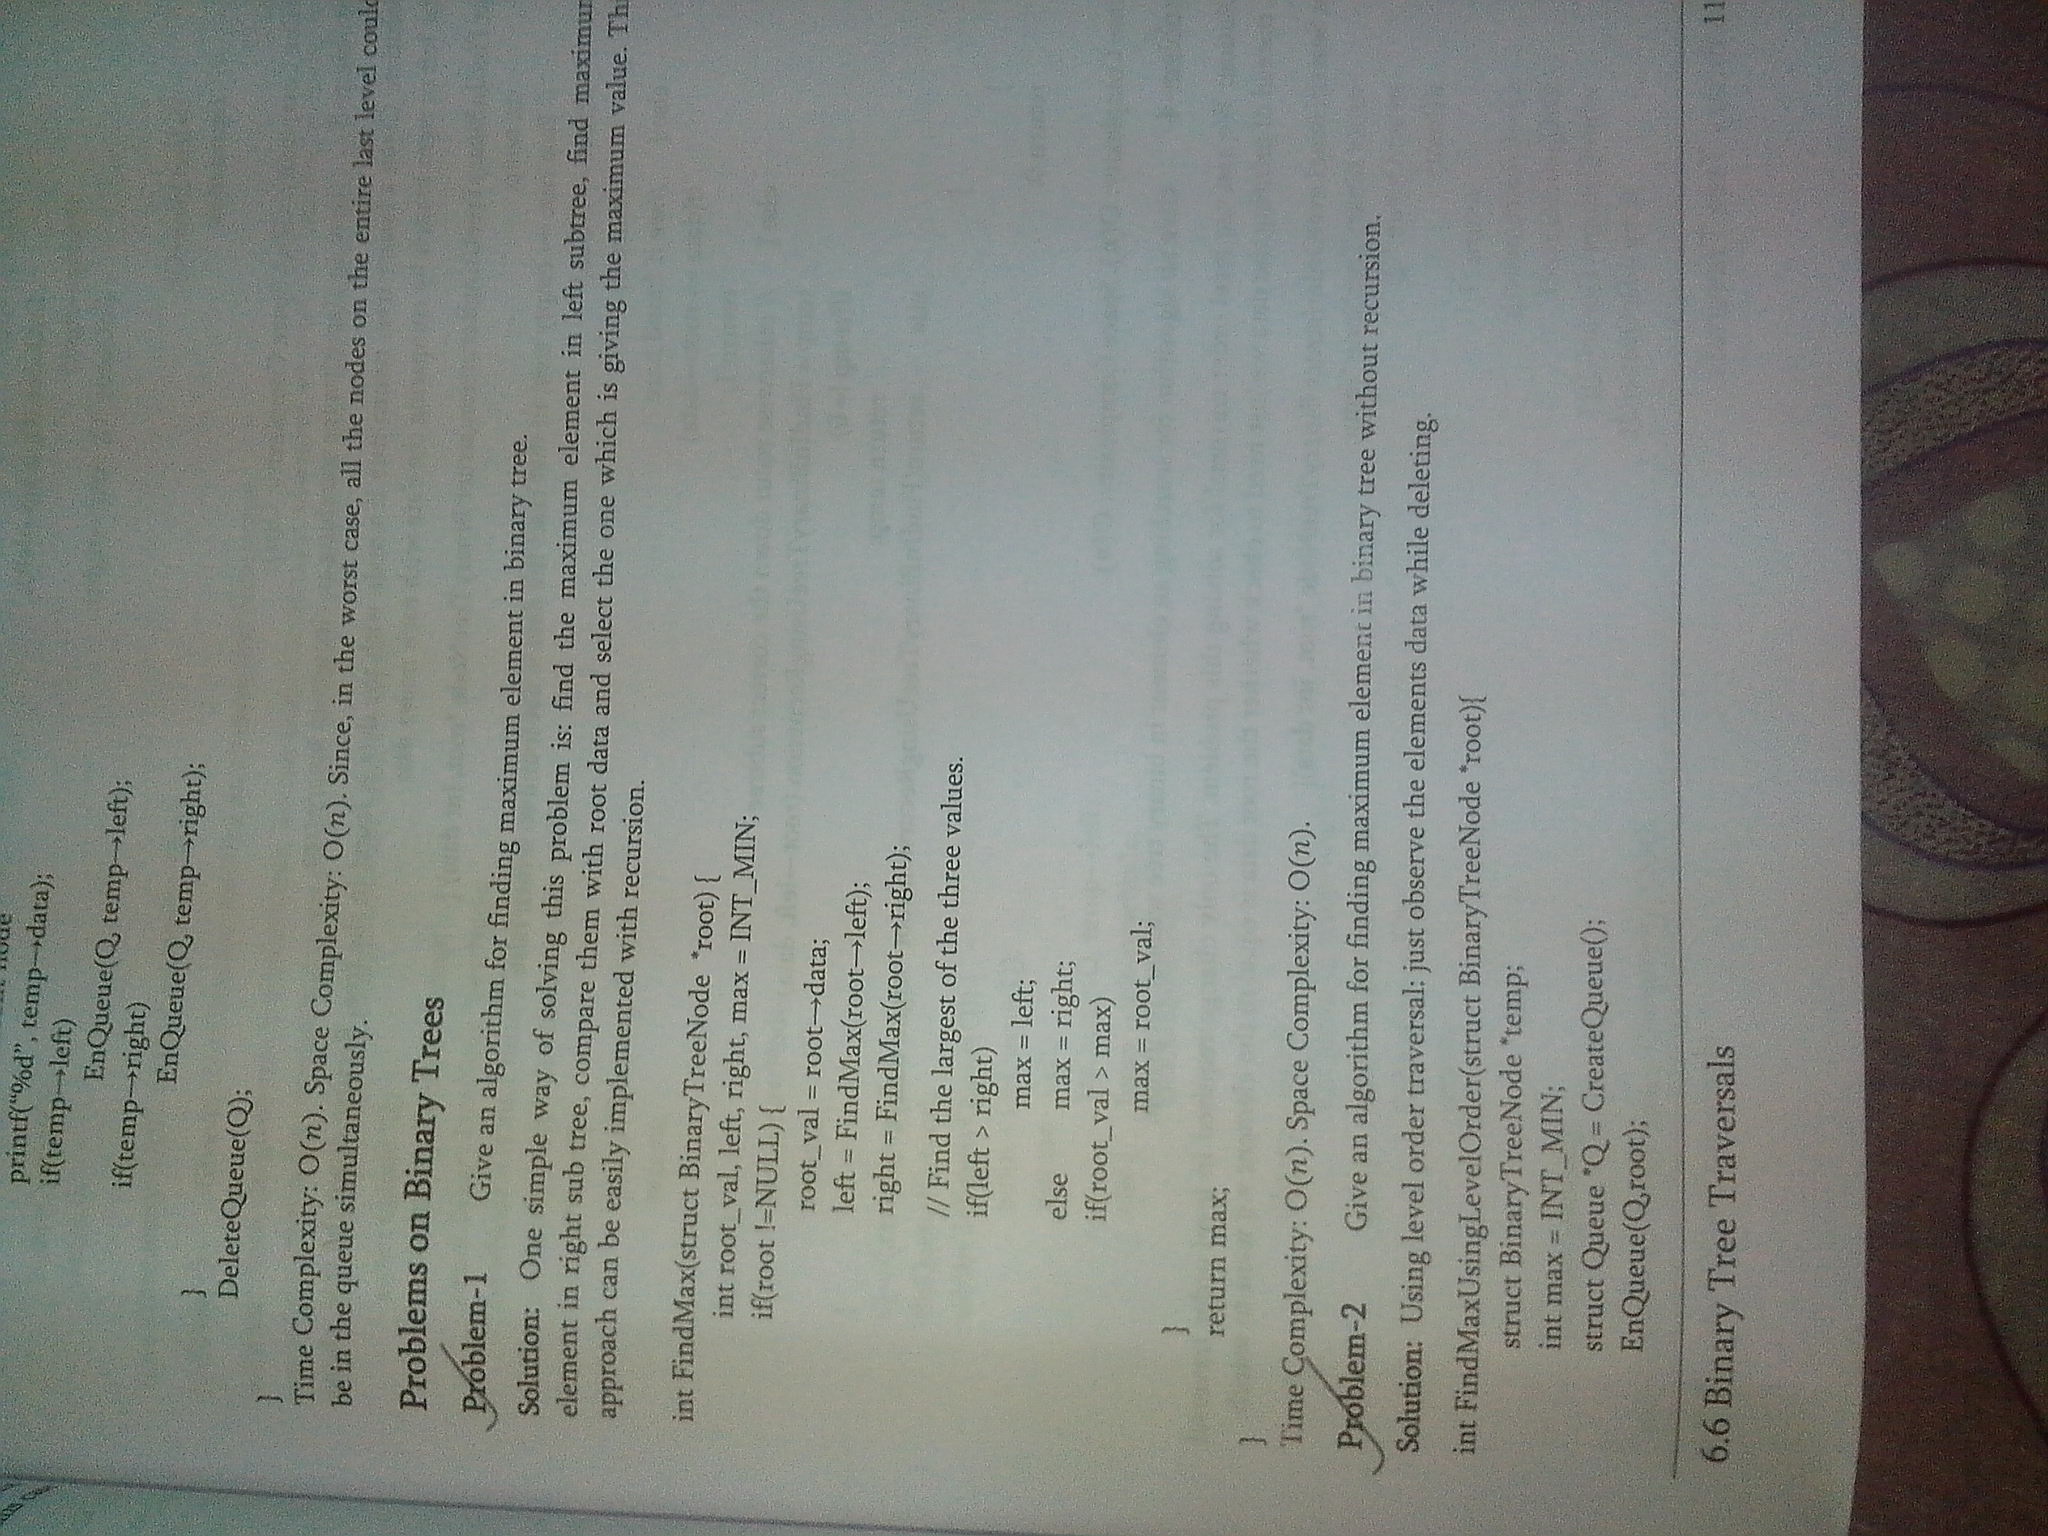 node
printf("%d", temp→data);
if(temp→left)
EnQueue(Q, temp→left);
if(temp→right)
EnQueue(Q, temp→right);
}
DeleteQueue(Q);
}
Time Complexity: O(n). Space Complexity: O(n). Since, in the worst case, all the nodes on the entire last level could
be in the queue simultaneously.
Problems on Binary Trees
Problem-1 Give an algorithm for finding maximum element in binary tree.
Solution: One simple way of solving this problem is: find the maximum element in left subtree, find maximum
element in right sub tree, compare them with root data and select the one which is giving the maximum value. Thi
approach can be easily implemented with recursion.
int FindMax(struct BinaryTreeNode *root) {
int root_val, left, right, max = INT_MIN;
if(root !=NULL) {
root_val = root→data;
left = FindMax(root→left);
right = FindMax(root→right);
// Find the largest of the three values.
if(left > right)
max = left;
else max = right;
if(root_val > max)
max = root_val;
}
return max;
}
Time Complexity: O(n). Space Complexity: O(n).
Problem-2 Give an algorithm for finding maximum element in binary tree without recursion.
Solution: Using level order traversal: just observe the elements data while deleting.
int FindMaxUsingLevelOrder(struct BinaryTreeNode *root){
struct BinaryTreeNode *temp;
int max = INT_MIN;
struct Queue *Q = CreateQueue();
EnQueue(Q,root);
6.6 Binary Tree Traversals 11